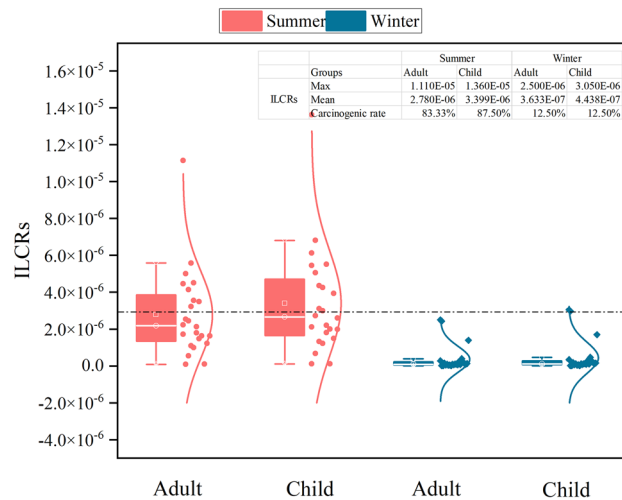 Summer Winter
Summer Winter
Groups Adult Child Adult Child
Max 1.110E-05 1.360E-05 2.500E-06 3.050E-06
ILCRs Mean 2.780E-06 3.399E-06 3.633E-07 4.438E-07
Carcinogenic rate 83.33% 87.50% 12.50% 12.50%
ILCRs
1.6×10⁻⁵
1.4×10⁻⁵
1.2×10⁻⁵
1.0×10⁻⁵
8.0×10⁻⁶
6.0×10⁻⁶
4.0×10⁻⁶
2.0×10⁻⁶
0.0
-2.0×10⁻⁶
-4.0×10⁻⁶
Adult Child Adult Child